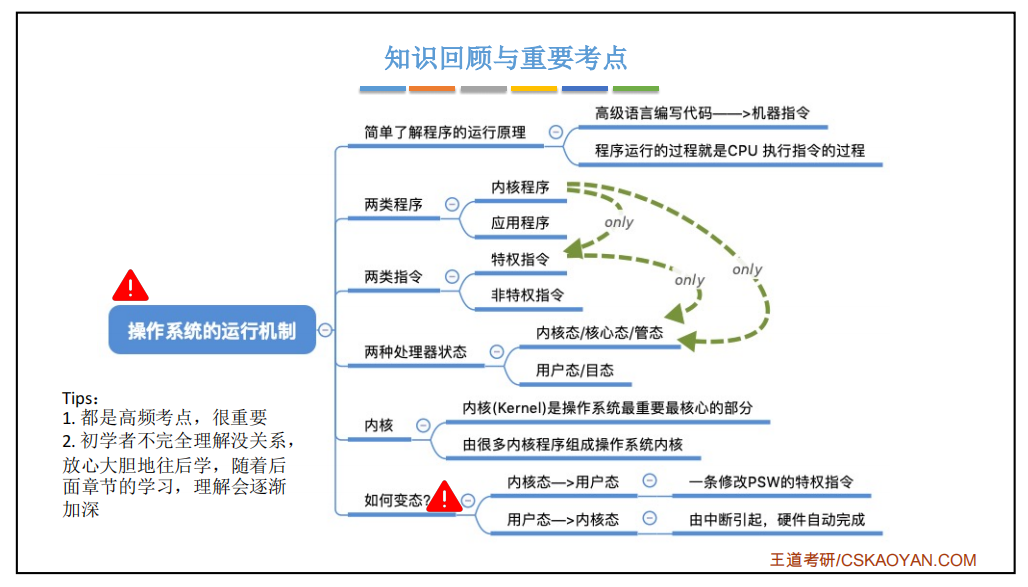 知识回顾与重要考点
简单了解程序的运行原理
高级语言编写代码——>机器指令
程序运行的过程就是CPU 执行指令的过程
两类程序
内核程序
应用程序
only
两类指令
特权指令
非特权指令
only
only
操作系统的运行机制
两种处理器状态
内核态/核心态/管态
用户态/目态
内核
内核(Kernel)是操作系统最重要最核心的部分
由很多内核程序组成操作系统内核
如何变态?
内核态—>用户态
一条修改PSW的特权指令
用户态—>内核态
由中断引起，硬件自动完成
Tips：
1. 都是高频考点，很重要
2. 初学者不完全理解没关系，
放心大胆地往后学，随着后
面章节的学习，理解会逐渐
加深
王道考研/CSKAOYAN.COM